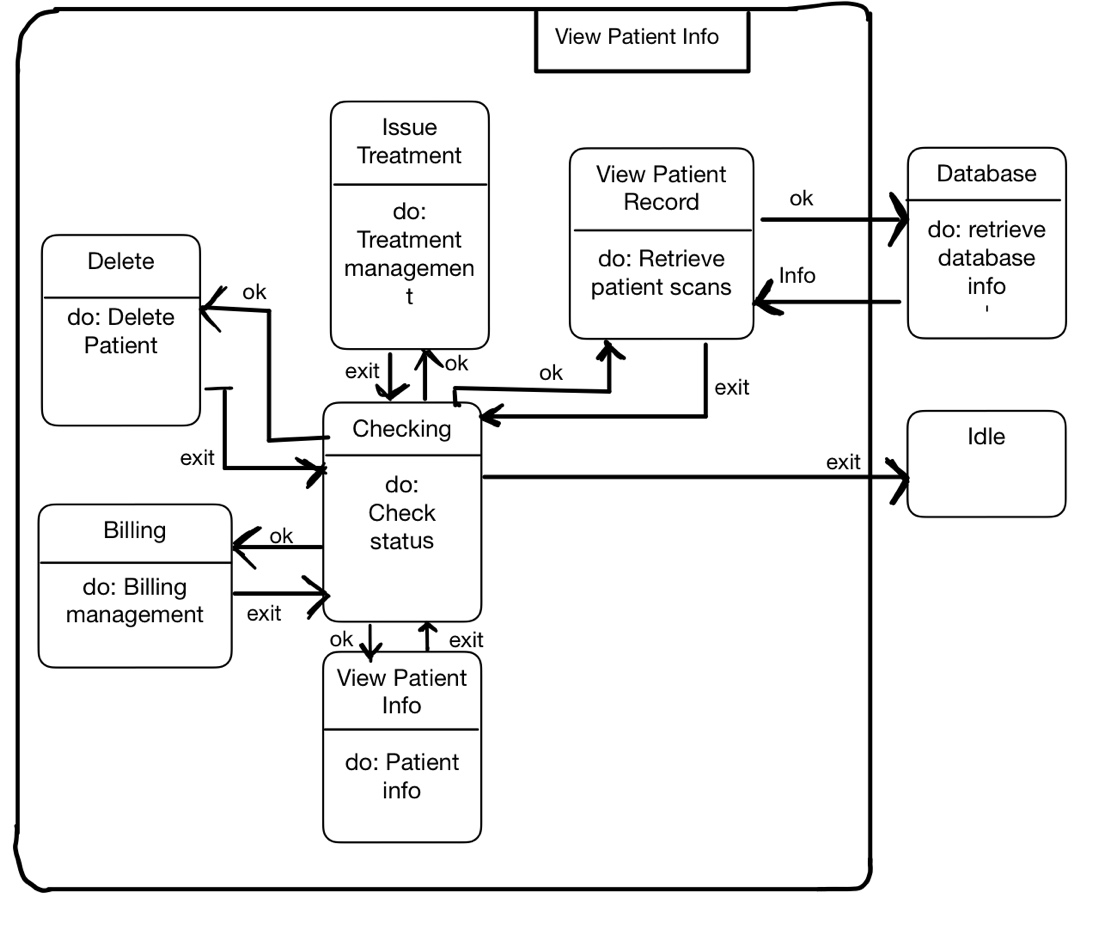 View Patient Info
Issue
Treatment
do:
Treatment
managemen
t
View Patient
Record
do: Retrieve
patient scans
ok
Info
Database
do: retrieve
database
info
'
Delete
do: Delete
Patient
ok
exit
exit
ok
ok
exit
Checking
do:
Check
status
exit
Idle
Billing
do: Billing
management
ok
exit
ok
exit
View Patient
Info
do: Patient
info